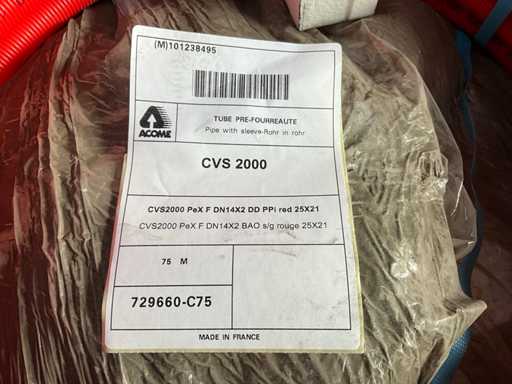 (M)101238495
ACOME
TUBE PRE-FOURREAUTE
Pipe with sleeve-Rohr in rohr
CVS 2000
CVS2000 PeX F DN14X2 DD PPi red 25X21
CVS2000 PeX F DN14X2 BAO s/g rouge 25X21
75 M
729660-C75
MADE IN FRANCE